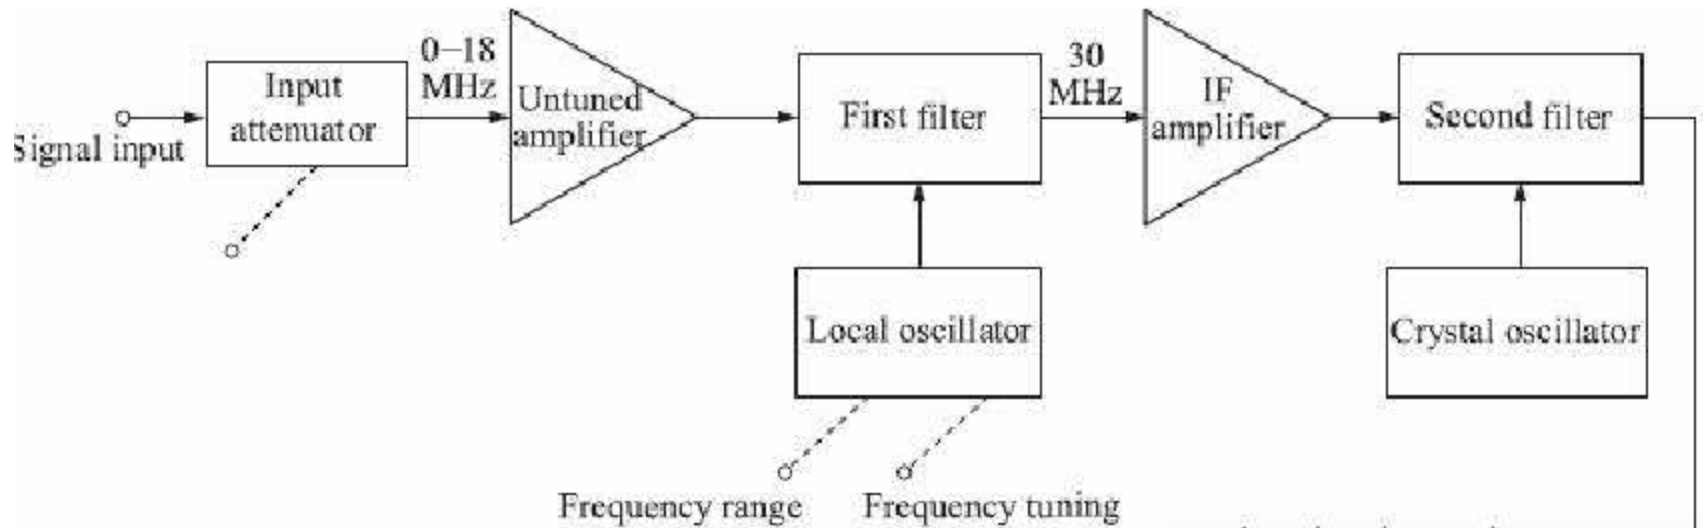 Input
attenuator
Signal input
0–18
MHz
Untuned
amplifier
First filter
30
MHz
IF
amplifier
Second filter
Local oscillator
Crystal oscillator
Frequency range
Frequency tuning